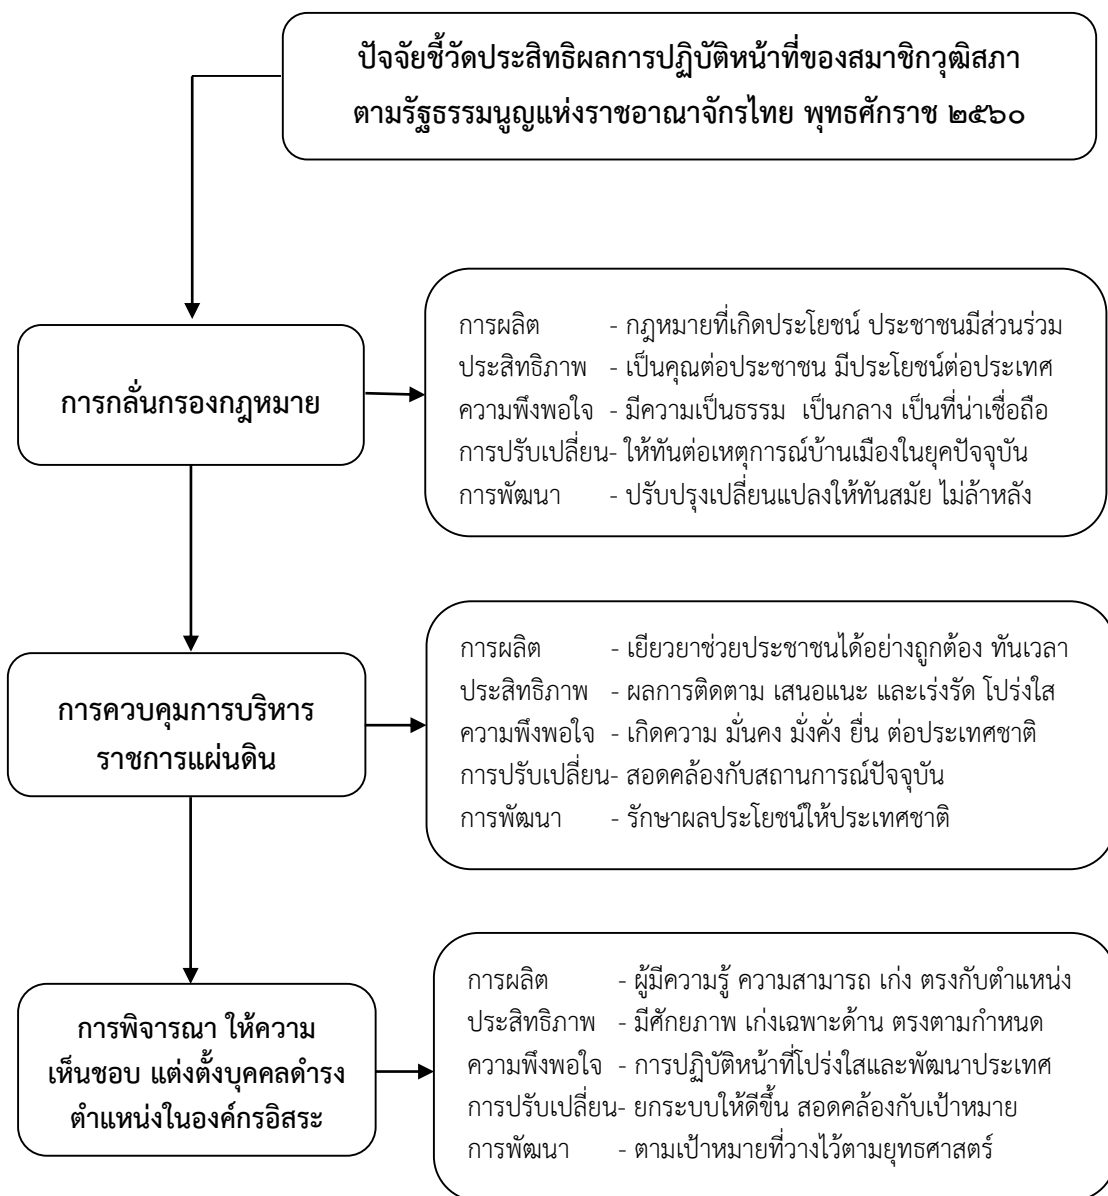 ปัจจัยชี้วัดประสิทธิผลการปฏิบัติหน้าที่ของสมาชิกวุฒิสภา
ตามรัฐธรรมนูญแห่งราชอาณาจักรไทย พุทธศักราช ๒๕๖๐
การกลั่นกรองกฎหมาย
การผลิต - กฎหมายที่เกิดประโยชน์ ประชาชนมีส่วนร่วม
ประสิทธิภาพ - เป็นคุณต่อประชาชน มีประโยชน์ต่อประเทศ
ความพึงพอใจ - มีความเป็นธรรม เป็นกลาง เป็นที่น่าเชื่อถือ
การปรับเปลี่ยน- ให้ทันต่อเหตุการณ์บ้านเมืองในยุคปัจจุบัน
การพัฒนา - ปรับปรุงเปลี่ยนแปลงให้ทันสมัย ไม่ล้าหลัง
การควบคุมการบริหาร
ราชการแผ่นดิน
การผลิต - เยียวยาช่วยประชาชนได้อย่างถูกต้อง ทันเวลา
ประสิทธิภาพ - ผลการติดตาม เสนอแนะ และเร่งรัด โปร่งใส
ความพึงพอใจ - เกิดความ มั่นคง มั่งคั่ง ยื่น ต่อประเทศชาติ
การปรับเปลี่ยน- สอดคล้องกับสถานการณ์ปัจจุบัน
การพัฒนา - รักษาผลประโยชน์ให้ประเทศชาติ
การพิจารณา ให้ความ
เห็นชอบ แต่งตั้งบุคคลดำรง
ตำแหน่งในองค์กรอิสระ
การผลิต - ผู้มีความรู้ ความสามารถ เก่ง ตรงกับตำแหน่ง
ประสิทธิภาพ - มีศักยภาพ เก่งเฉพาะด้าน ตรงตามกำหนด
ความพึงพอใจ - การปฏิบัติหน้าที่โปร่งใสและพัฒนาประเทศ
การปรับเปลี่ยน- ยกระบบให้ดีขึ้น สอดคล้องกับเป้าหมาย
การพัฒนา - ตามเป้าหมายที่วางไว้ตามยุทธศาสตร์